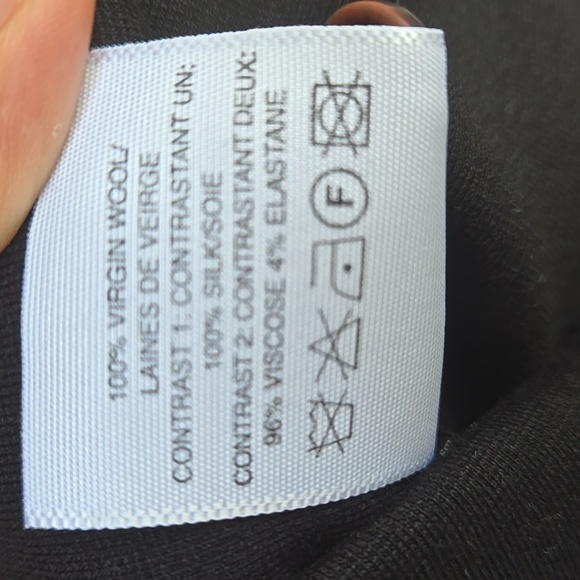 100% VIRGIN WOOL/
LAINES DE VEIRGE
CONTRAST 1. CONTRASTANT UN:
100% SILK/SOIE
CONTRAST 2. CONTRASTANT DEUX:
96% VISCOSE 4% ELASTANE
F